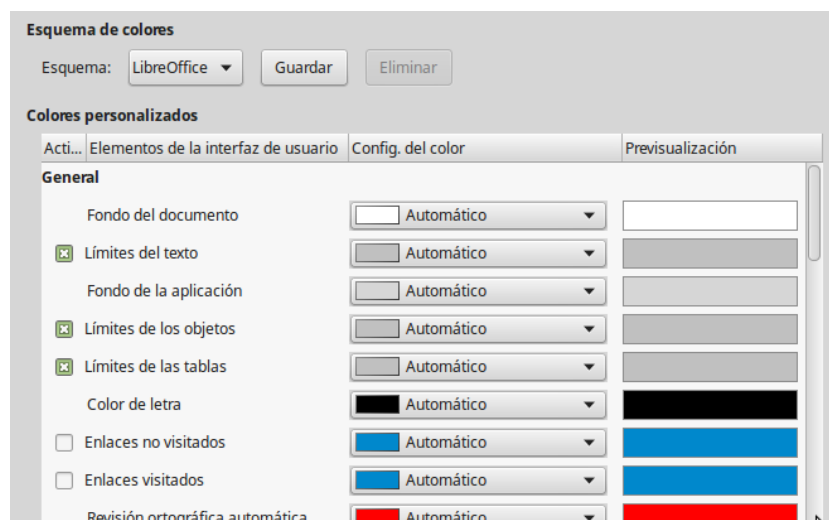 Esquema de colores
Esquema: LibreOffice Guardar Eliminar
Colores personalizados
Acti... Elementos de la interfaz de usuario Config. del color Previsualización
General
Fondo del documento Automático
Límites del texto Automático
Fondo de la aplicación Automático
Límites de los objetos Automático
Límites de las tablas Automático
Color de letra Automático
Enlaces no visitados Automático
Enlaces visitados Automático
Revisión ortográfica automática Automático